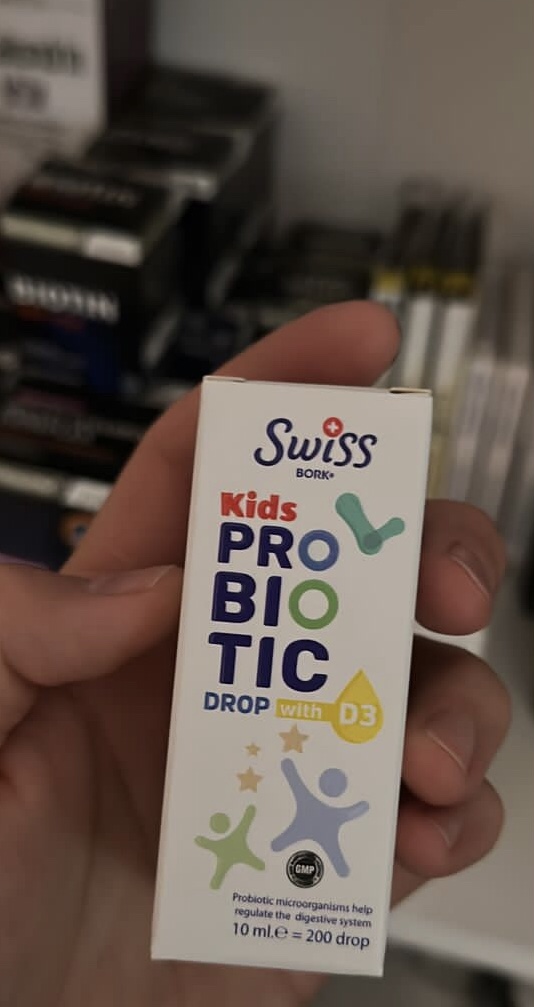 BIOTIN
Swiss
BORK®
Kids
PRO
BIO
TIC
DROP with D3
GMP
Probiotic microorganisms help
regulate the digestive system
10 ml.℮ = 200 drop